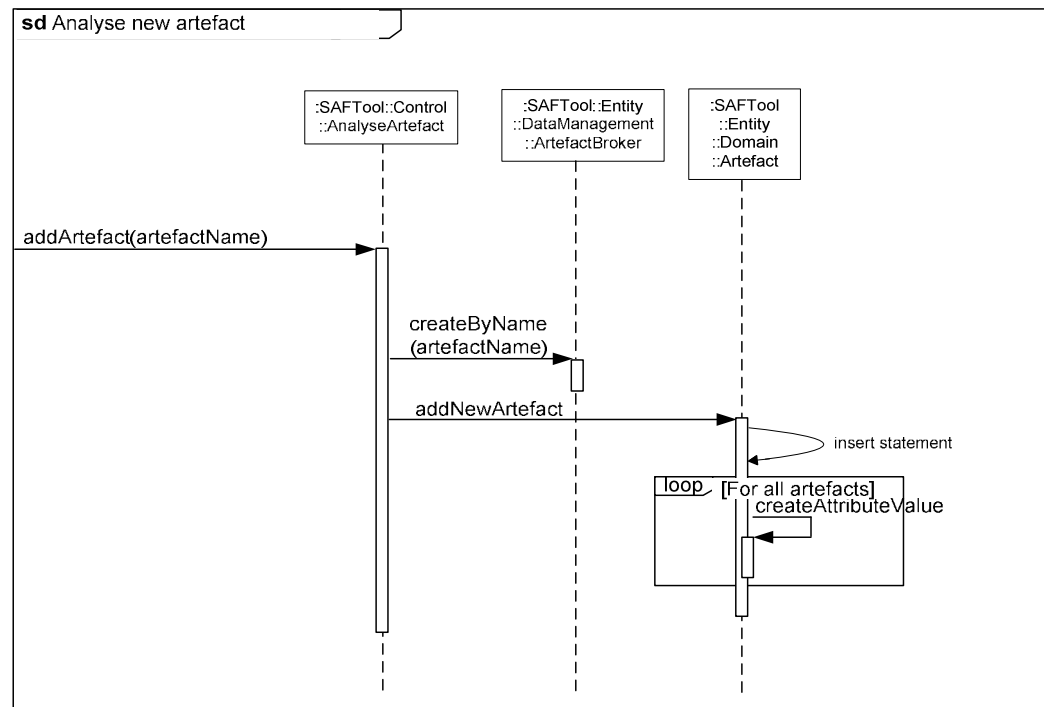 sd Analyse new artefact
:SAFTool::Control
::AnalyseArtefact
:SAFTool::Entity
::DataManagement
::ArtefactBroker
:SAFTool
::Entity
::Domain
::Artefact
addArtefact(artefactName)
createByName
(artefactName)
addNewArtefact
insert statement
loop [For all artefacts]
createAttributeValue